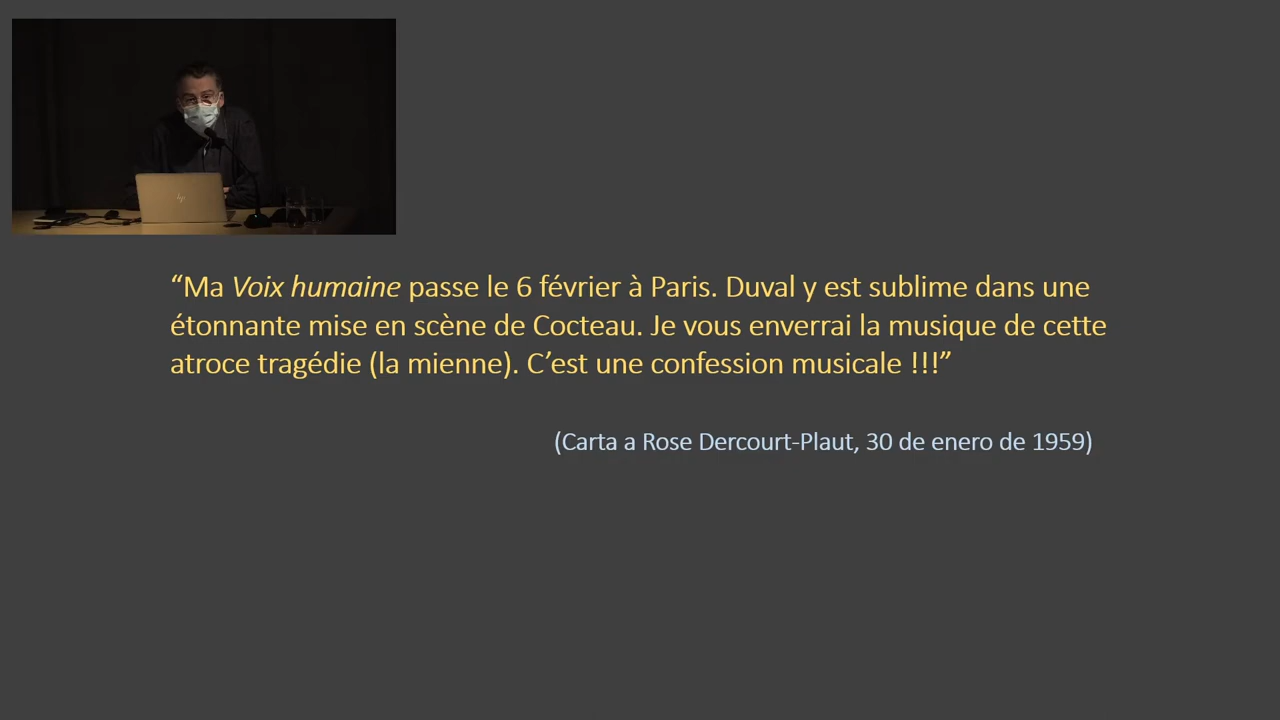 “Ma Voix humaine passe le 6 février à Paris. Duval y est sublime dans une
étonnante mise en scène de Cocteau. Je vous enverrai la musique de cette
atroce tragédie (la mienne). C’est une confession musicale !!!”
(Carta a Rose Dercourt-Plaut, 30 de enero de 1959)